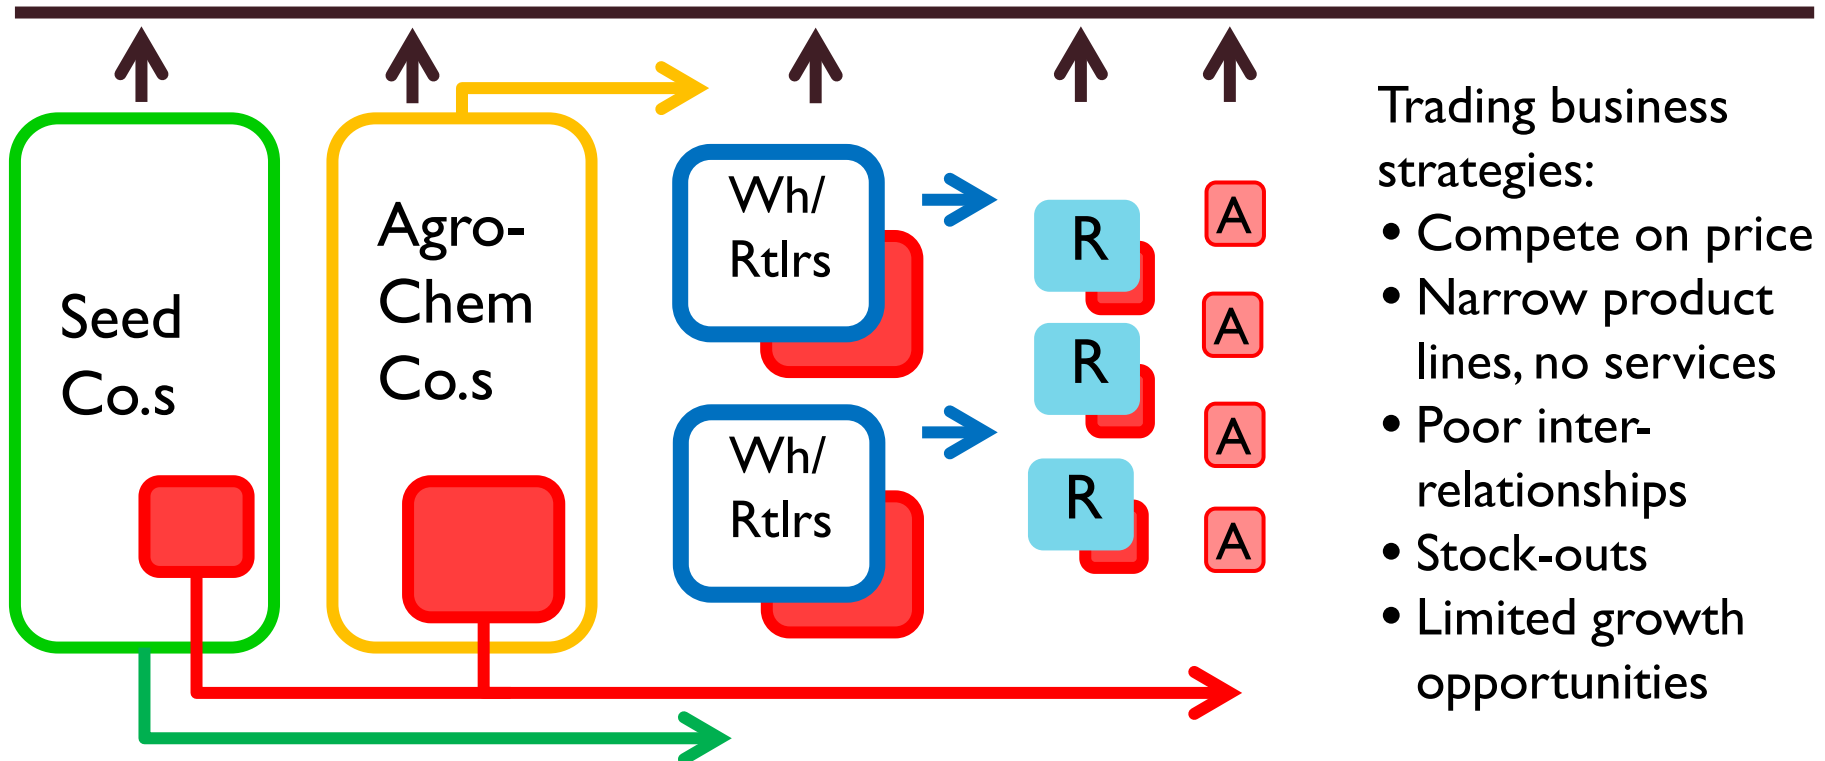 Seed
Co.s
Agro-
Chem
Co.s
Wh/
Rtlrs
Wh/
Rtlrs
R
R
R
A
A
A
A
Trading business
strategies:
• Compete on price
• Narrow product
lines, no services
• Poor inter-
relationships
• Stock-outs
• Limited growth
opportunities